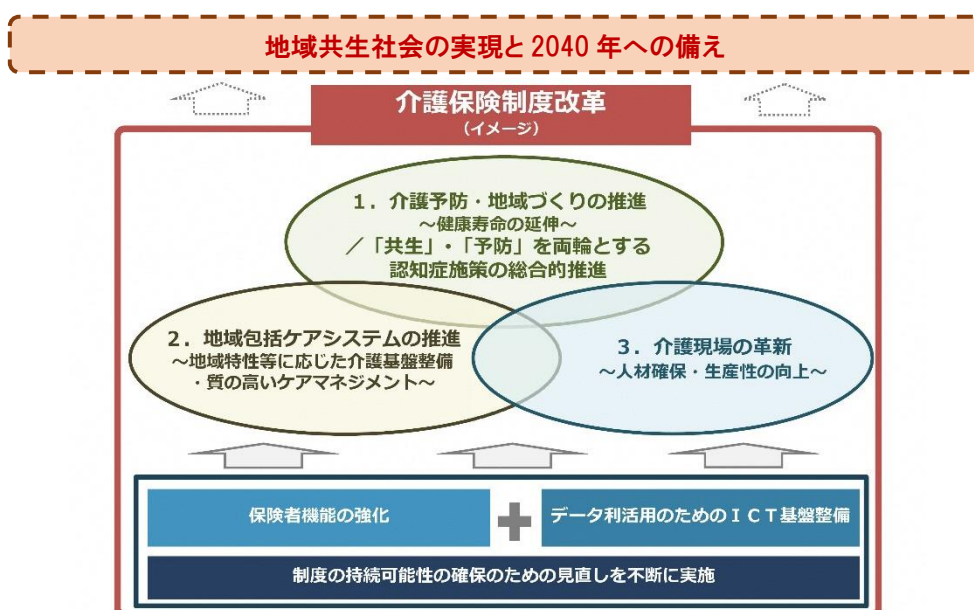 地域共生社会の実現と2040年への備え
介護保険制度改革
（イメージ）
１．介護予防・地域づくりの推進
～健康寿命の延伸～
／「共生」・「予防」を両輪とする
認知症施策の総合的推進
２．地域包括ケアシステムの推進
～地域特性等に応じた介護基盤整備
・質の高いケアマネジメント～
３．介護現場の革新
～人材確保・生産性の向上～
保険者機能の強化
データ利活用のためのＩＣＴ基盤整備
制度の持続可能性の確保のための見直しを不断に実施